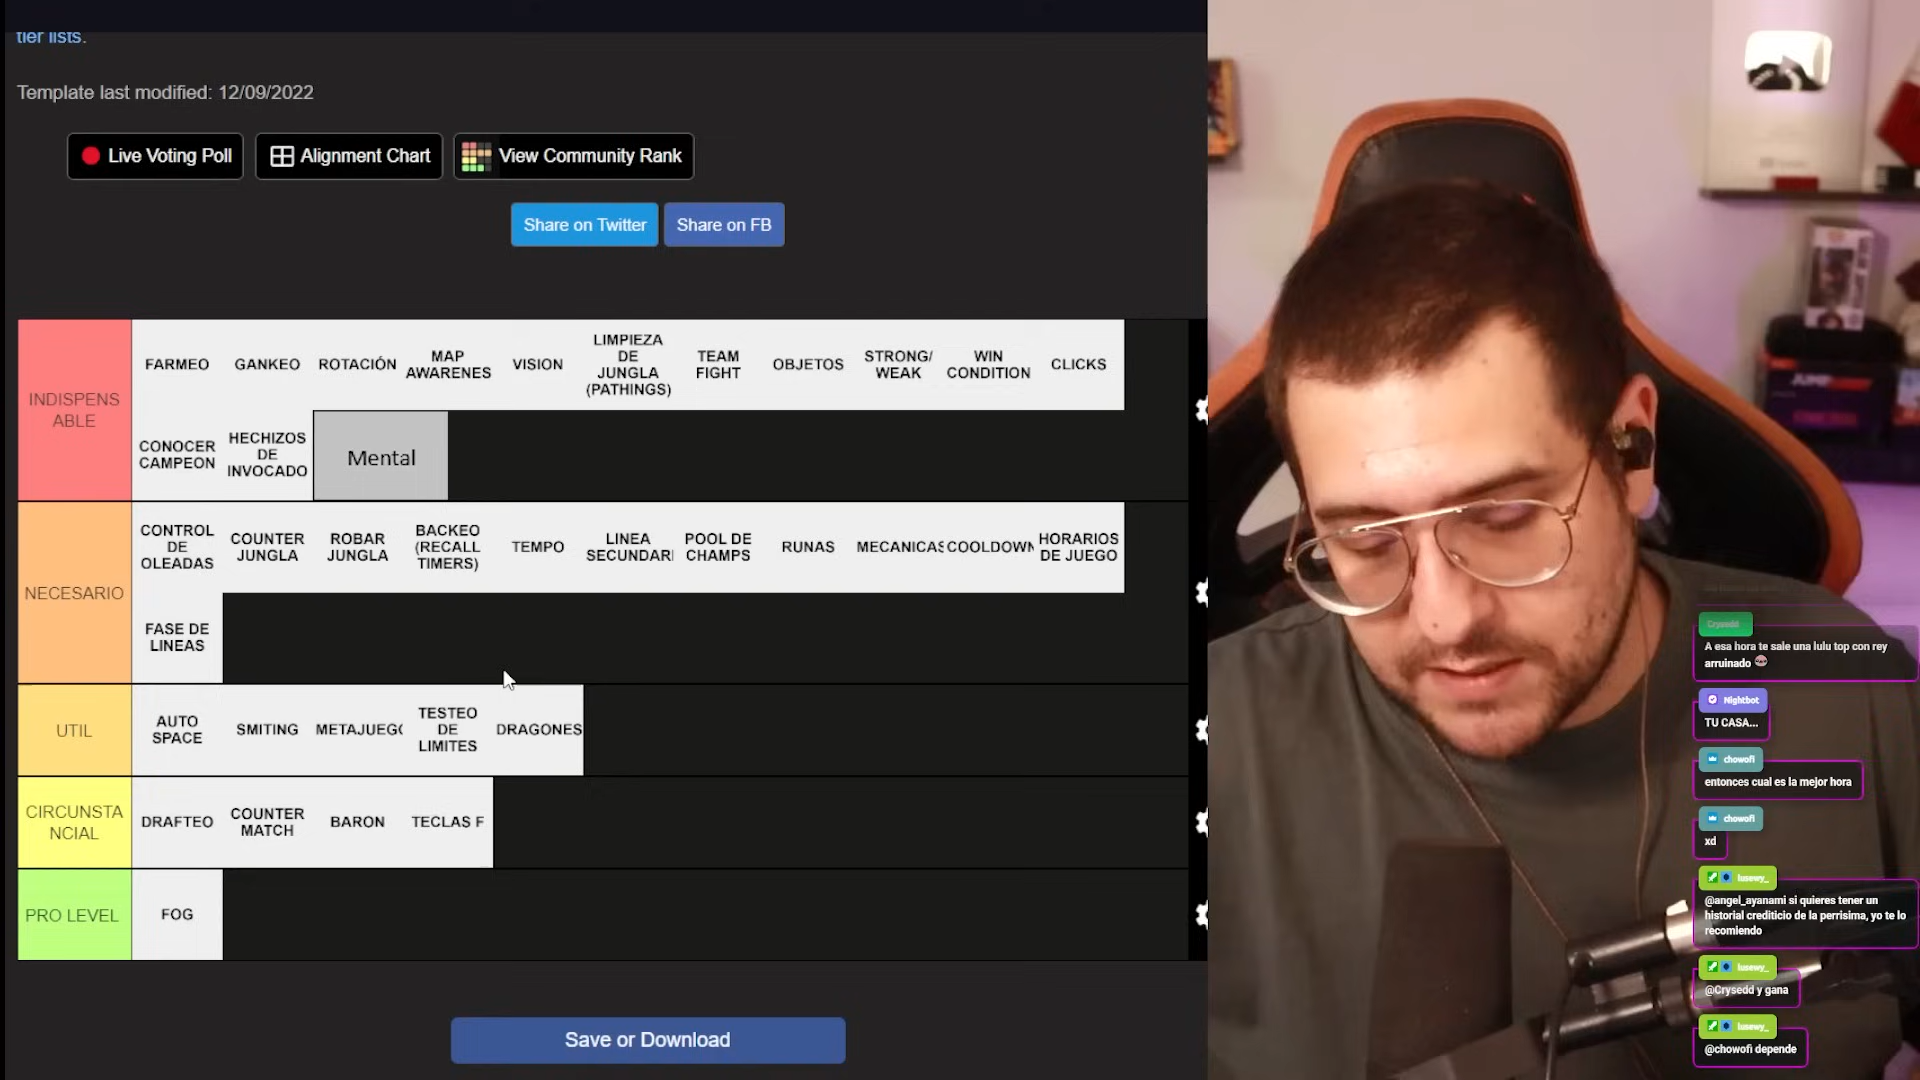 tier lists.
Template last modified: 12/09/2022
Live Voting Poll
Alignment Chart
View Community Rank
Share on Twitter
Share on FB
INDISPENS
ABLE
FARMEO
GANKEO
ROTACIÓN
MAP
AWARENES
VISION
LIMPIEZA
DE
JUNGLA
(PATHINGS)
TEAM
FIGHT
OBJETOS
STRONG/
WEAK
WIN
CONDITION
CLICKS
CONOCER
CAMPEON
HECHIZOS
DE
INVOCADO
Mental
NECESARIO
CONTROL
DE
OLEADAS
COUNTER
JUNGLA
ROBAR
JUNGLA
BACKEO
(RECALL
TIMERS)
TEMPO
LINEA
SECUNDARI
POOL DE
CHAMPS
RUNAS
MECANICAS
COOLDOWN
HORARIOS
DE JUEGO
FASE DE
LINEAS
UTIL
AUTO
SPACE
SMITING
METAJUEGO
TESTEO
DE
LIMITES
DRAGONES
CIRCUNSTA
NCIAL
DRAFTEO
COUNTER
MATCH
BARON
TECLAS F
PRO LEVEL
FOG
Save or Download
Crysedd
A esa hora te sale una lulu top con rey
arruinado
Nightbot
TU CASA...
chowofi
entonces cual es la mejor hora
chowofi
xd
lusewy_
@angel_ayanami si quieres tener un
historial crediticio de la perrisima, yo te lo
recomiendo
lusewy_
@Crysedd y gana
lusewy_
@chowofi depende